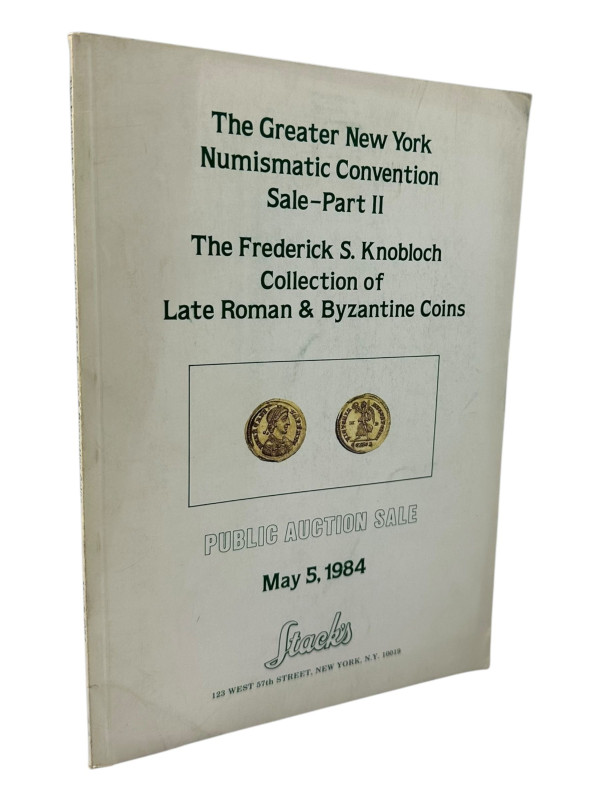 The Greater New York
Numismatic Convention
Sale–Part II
The Frederick S. Knobloch
Collection of
Late Roman & Byzantine Coins
PUBLIC AUCTION SALE
May 5, 1984
Stack's
123 WEST 57th STREET, NEW YORK, N.Y. 10019